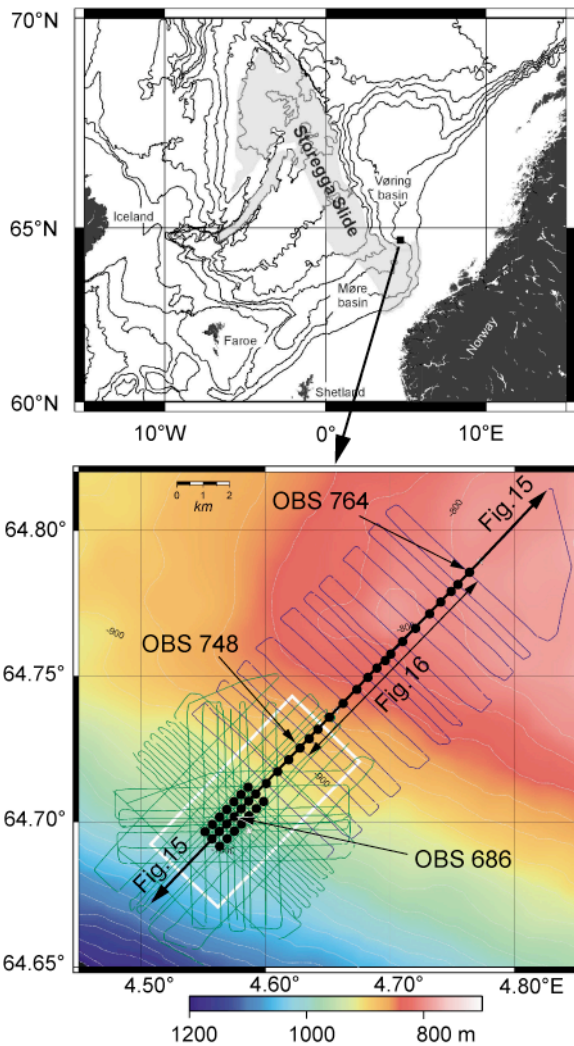 70°N
65°N
60°N
Storegga Slide
Vøring
basin
Iceland
Møre
basin
Faroe
Shetland
Norway
10°W
0°
10°E
0 1 2
km
OBS 764
Fig. 15
-800
64.80°
-900
-800
OBS 748
64.75°
Fig. 16
-900
64.70°
OBS 686
Fig. 15
64.65°
4.50°
4.60°
4.70°
4.80°E
1200
1000
800 m